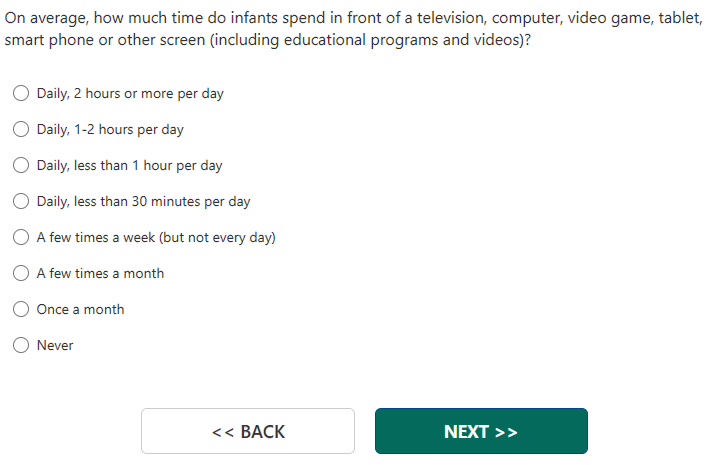 On average, how much time do infants spend in front of a television, computer, video game, tablet,
smart phone or other screen (including educational programs and videos)?
Daily, 2 hours or more per day
Daily, 1-2 hours per day
Daily, less than 1 hour per day
Daily, less than 30 minutes per day
A few times a week (but not every day)
A few times a month
Once a month
Never
<< BACK
NEXT >>